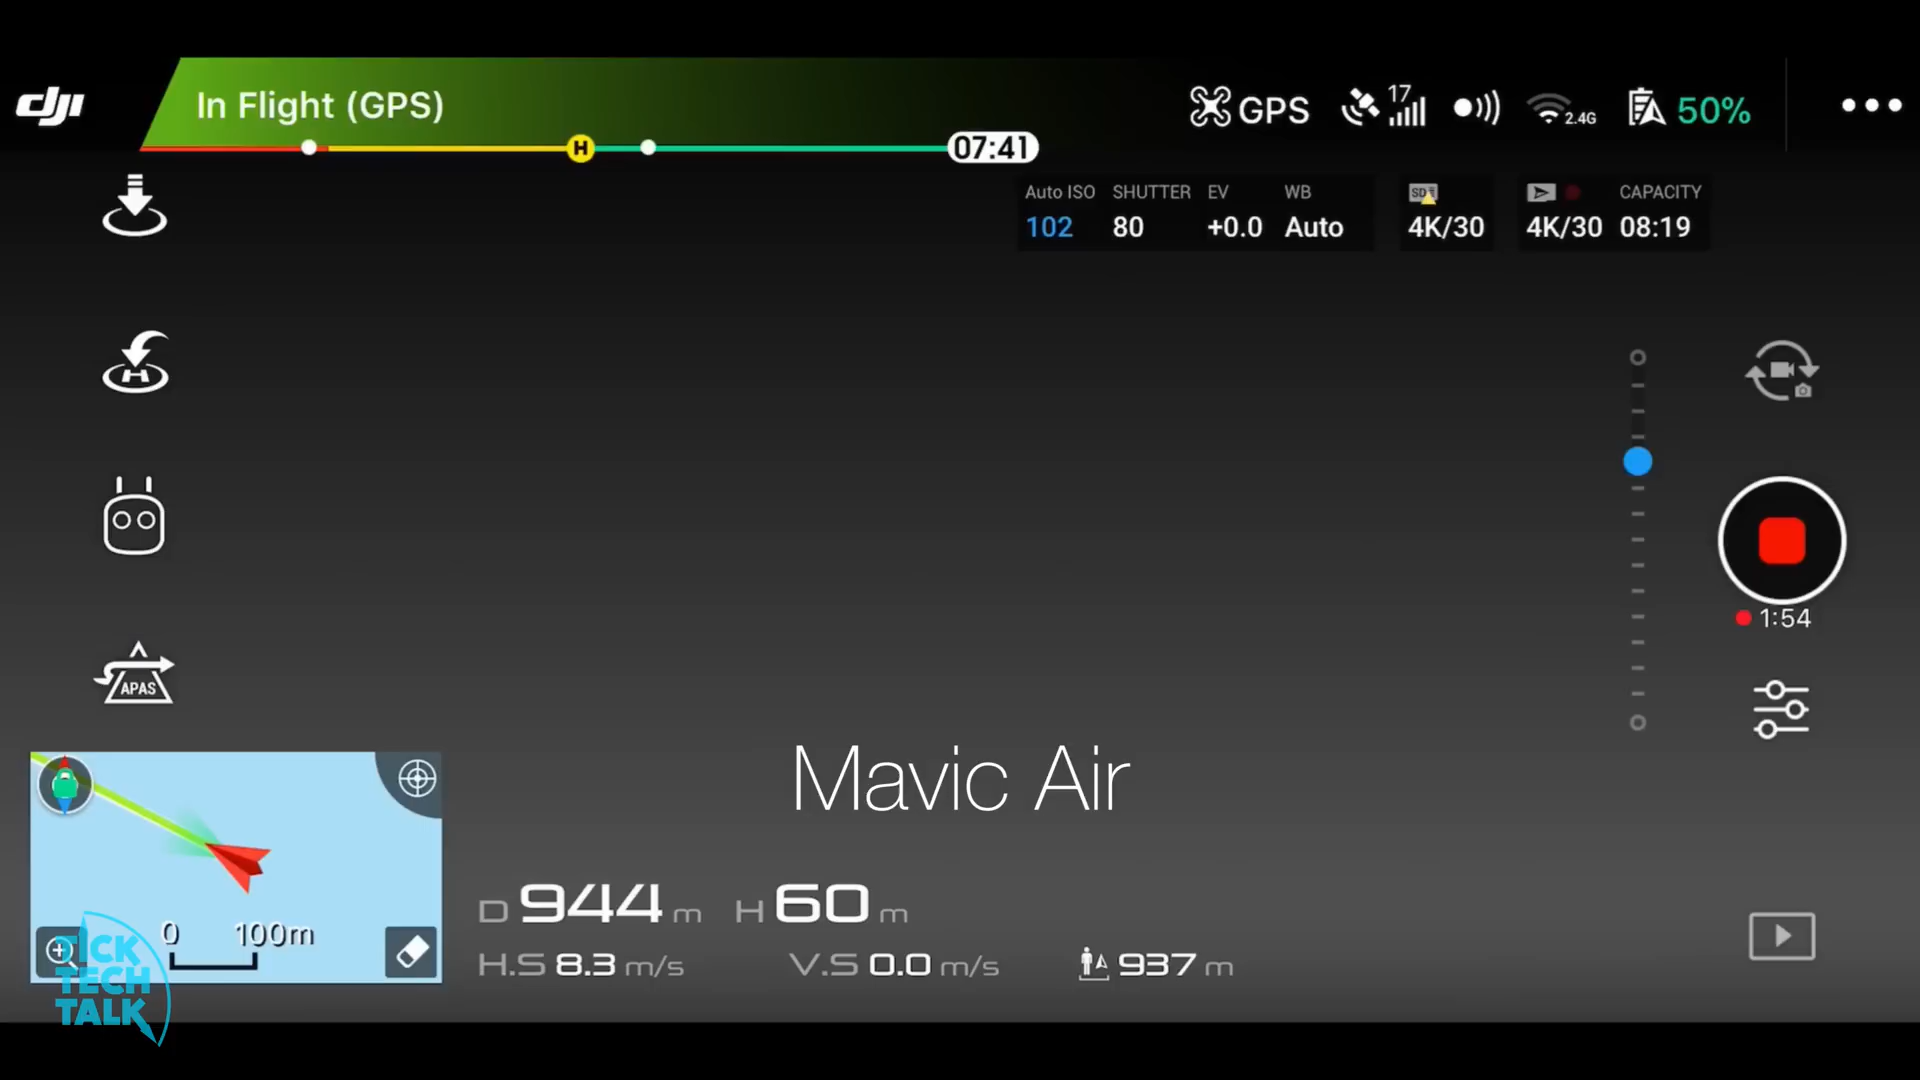 dji
In Flight (GPS)
GPS
17
2.4G
50%
H
07:41
Auto ISO SHUTTER EV WB
102 80 +0.0 Auto
SD
4K/30
CAPACITY
4K/30 08:19
H
1:54
APAS
Mavic Air
0 100m
D 944 m H 60 m
H.S 8.3 m/s V.S 0.0 m/s 937 m
TICK
TECH
TALK